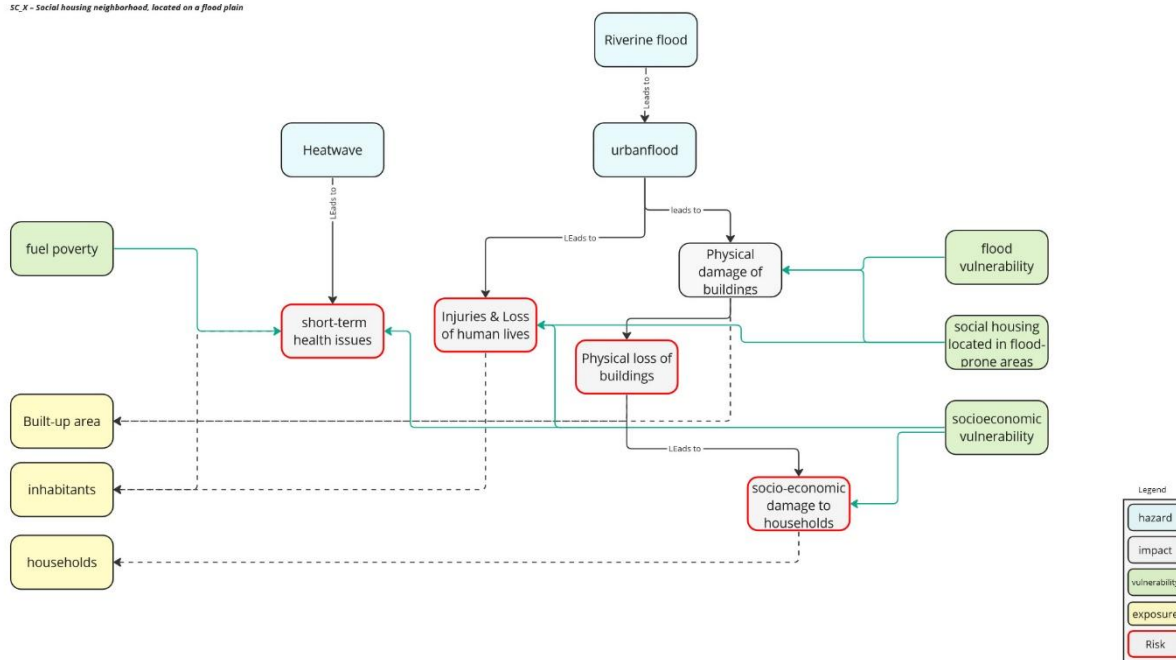 SC_X – Social housing neighborhood, located on a flood plain
Riverine flood
Leads to
Heatwave
urbanflood
LEads to
leads to
LEads to
fuel poverty
Physical
damage of
buildings
flood
vulnerability
short-term
health issues
Injuries & Loss
of human lives
Physical loss of
buildings
social housing
located in flood-
prone areas
Built-up area
socioeconomic
vulnerability
LEads to
inhabitants
socio-economic
damage to
households
households
Legend
hazard
impact
vulnerability
exposure
Risk